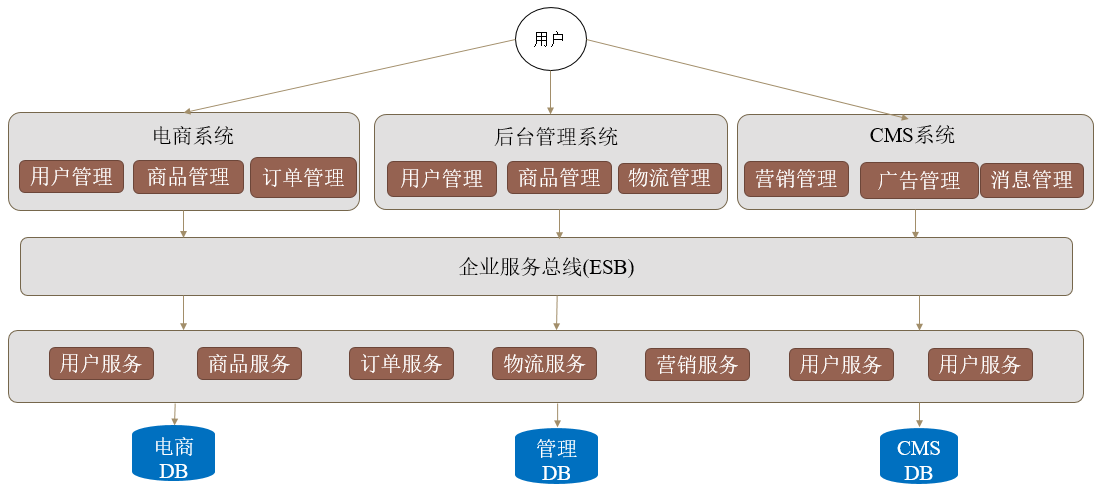 用户
电商系统
用户管理
商品管理
订单管理
后台管理系统
用户管理
商品管理
物流管理
CMS系统
营销管理
广告管理
消息管理
企业服务总线(ESB)
用户服务
商品服务
订单服务
物流服务
营销服务
用户服务
用户服务
电商
DB
管理
DB
CMS
DB